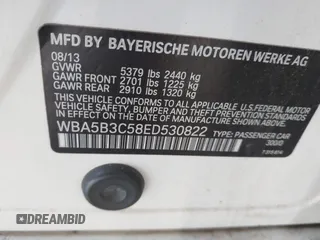 MFD BY BAYERISCHE MOTOREN WERKE AG
08/13
GVWR 5379 lbs 2440 kg
GAWR FRONT 2701 lbs 1225 kg
GAWR REAR 2910 lbs 1320 kg
THIS VEHICLE CONFORMS TO ALL APPLICABLE
U.S. FEDERAL MOTOR VEHICLE SAFETY, BUMPER,
AND THEFT PREVENTION STANDARDS IN EFFECT
ON THE DATE OF MANUFACTURE SHOWN ABOVE.
WBA5B3C58ED530822 TYPE: PASSENGER CAR
DREAMBID